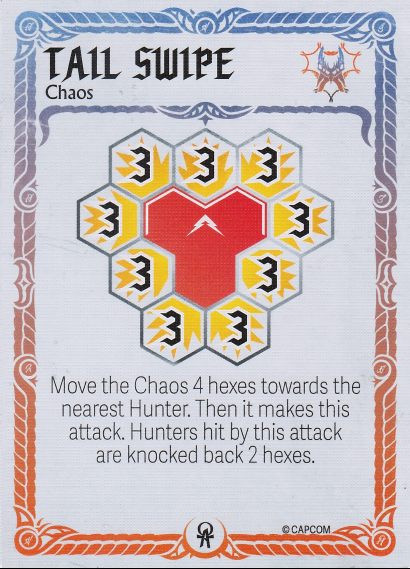 TAIL SWIPE
Chaos
3 3 3
3 3
3 3
3 3
Move the Chaos 4 hexes towards the
nearest Hunter. Then it makes this
attack. Hunters hit by this attack
are knocked back 2 hexes.
© CAPCOM